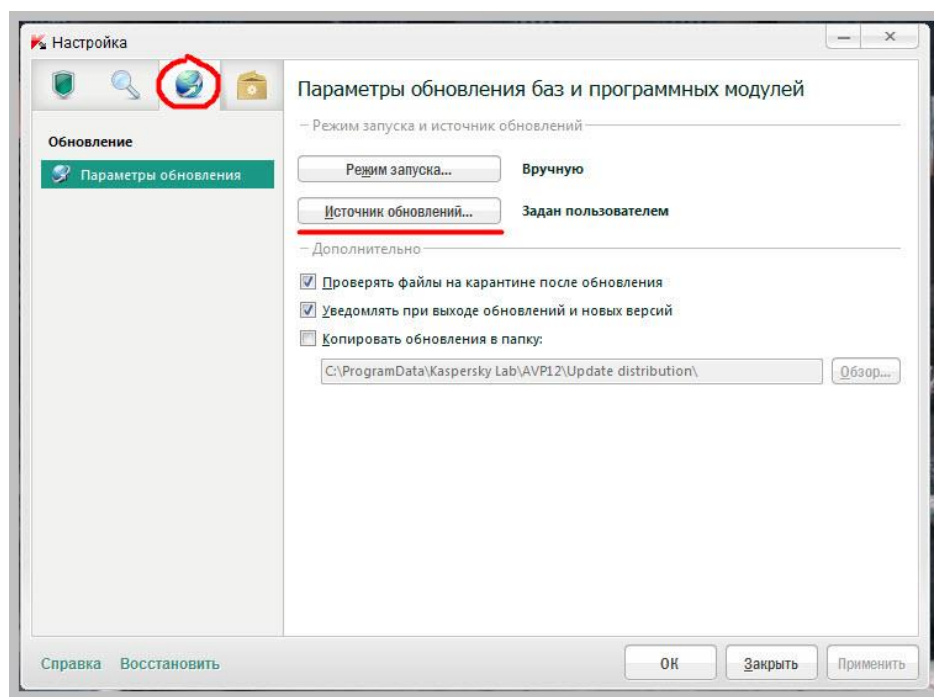 Настройка
Параметры обновления баз и программных модулей
Обновление
Параметры обновления
Режим запуска и источник обновлений
Режим запуска... Вручную
Источник обновлений... Задан пользователем
Дополнительно
Проверять файлы на карантине после обновления
Уведомлять при выходе обновлений и новых версий
Копировать обновления в папку:
C:\ProgramData\Kaspersky Lab\AVP12\Update distribution\ Обзор...
Справка Восстановить ОК Закрыть Применить